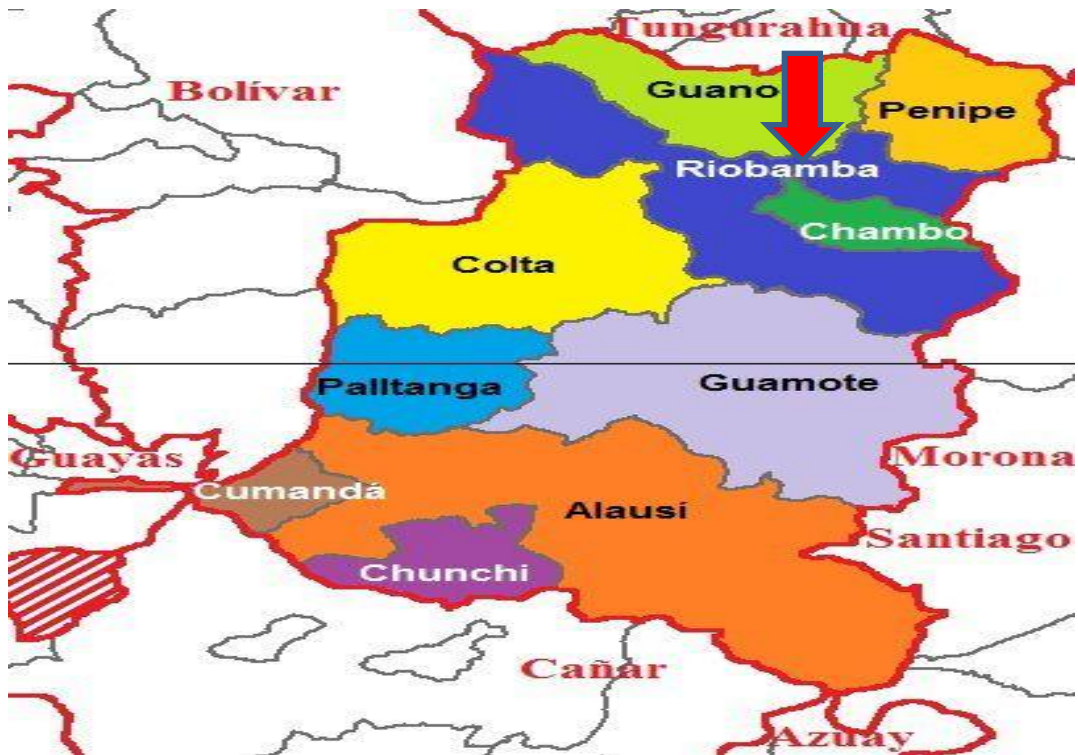 Tungurahua
Bolívar
Guano
Penipe
Riobamba
Chambo
Colta
Palltanga
Guamote
Guayas
Morona
Cumandá
Alausí
Santiago
Chunchi
Cañar
Azuay